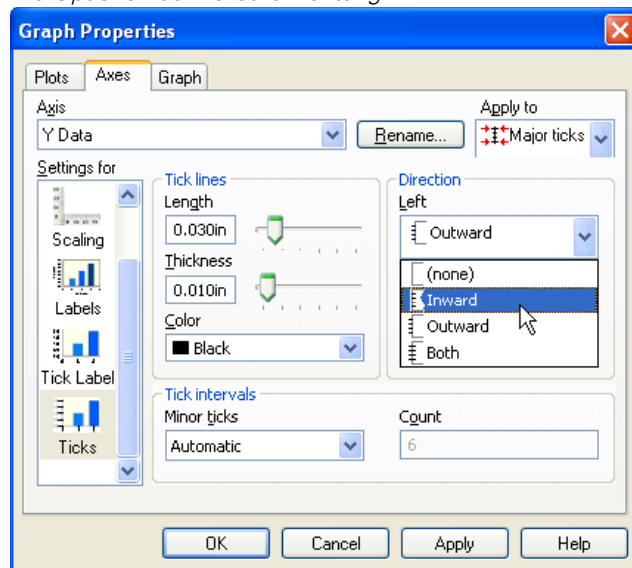 Graph Properties
Plots Axes Graph
Axis
Apply to
Y Data
Rename...
Major ticks
Settings for
Scaling
Labels
Tick Label
Ticks
Tick lines
Length
0.030in
Thickness
0.010in
Color
Black
Direction
Left
Outward
(none)
Inward
Outward
Both
Tick intervals
Minor ticks
Count
Automatic
6
OK Cancel Apply Help